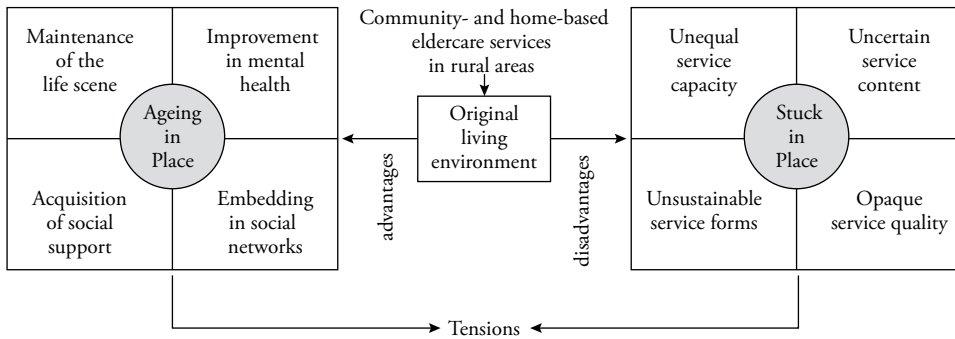 Maintenance
of the
life scene
Improvement
in mental
health
Ageing
in
Place
Acquisition
of social
support
Embedding
in social
networks
Community- and home-based
eldercare services
in rural areas
Original
living
environment
advantages
disadvantages
Unequal
service
capacity
Uncertain
service
content
Stuck
in
Place
Unsustainable
service forms
Opaque
service quality
Tensions